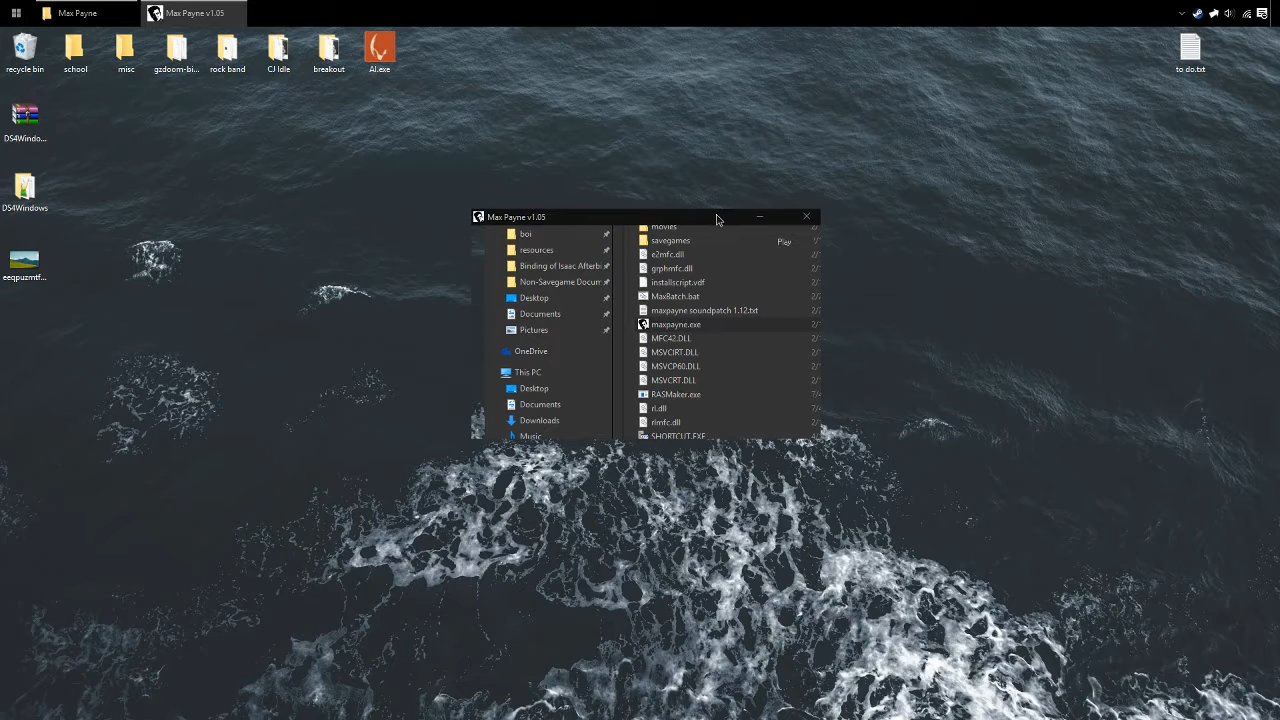 Max Payne
Max Payne v1.05
recycle bin
school
misc
gzdoom-bi...
rock band
CJ Idle
breakout
AI.exe
to do.txt
DS4Windo...
DS4Windows
eeqpuzmtf...
Max Payne v1.05
boi
resources
Binding of Isaac Afterb
Non-Savegame Docum
Desktop
Documents
Pictures
OneDrive
This PC
Desktop
Documents
Downloads
Music
movies
savegames
Play
e2mfc.dll
grphmfc.dll
installscript.vdf
MaxBatch.bat
maxpayne soundpatch 1.12.txt
maxpayne.exe
MFC42.DLL
MSVCIRT.DLL
MSVCP60.DLL
MSVCRT.DLL
RASMaker.exe
rl.dll
rlmfc.dll
SHORTCUT.EXE